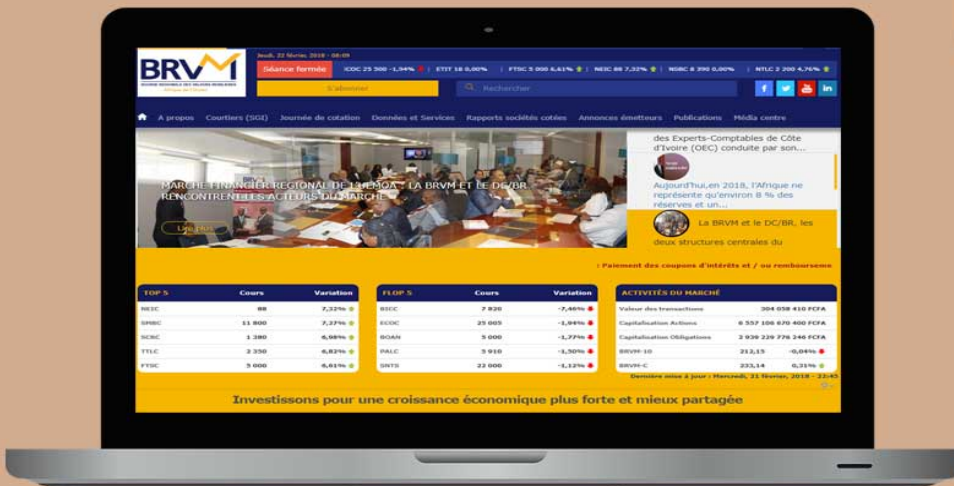 BRVM
BOURSE REGIONALE DES VALEURS MOBILIERES
Afrique de l'Ouest
Jeudi, 22 février, 2018 - 08:09
Séance fermée
25 500 -1,94% | ETIT 18 0,00% | FTSC 5 000 6,61% | NEIC 88 7,32% | NSBC 8 390 0,00% | NTLC 2 200 4,76%
S'abonner
Rechercher
A propos Courtiers (SGI) Journée de cotation Données et Services Rapports sociétés cotées Annonces émetteurs Publications Média centre
MARCHE FINANCIER REGIONAL DE L'UEMOA : LA BRVM ET LE DC/BR
RENCONTRENT LES ACTEURS DU MARCHE
Lire plus
des Experts-Comptables de Côte
d'Ivoire (OEC) conduite par son...
Aujourd'hui,en 2018, l'Afrique ne
représente qu'environ 8 % des
réserves et un...
La BRVM et le DC/BR, les
deux structures centrales du
: Paiement des coupons d'intérêts et / ou rembourseme
TOP 5 Cours Variation
NEIC 88 7,32%
SMBC 11 800 7,27%
SCRC 1 380 6,98%
TTLC 2 350 6,82%
FTSC 5 000 6,61%
FLOP 5 Cours Variation
BICC 7 820 -7,46%
ECOC 25 005 -1,94%
BOAN 5 000 -1,77%
PALC 5 910 -1,50%
SNTS 22 000 -1,12%
ACTIVITÉS DU MARCHÉ
Valeur des transactions 304 058 410 FCFA
Capitalisation Actions 6 557 106 670 400 FCFA
Capitalisation Obligations 2 939 229 776 246 FCFA
BRVM-10 212,15 -0,04%
BRVM-C 233,14 0,31%
Dernière mise à jour : Mercredi, 21 février, 2018 - 22:45
Investissons pour une croissance économique plus forte et mieux partagée